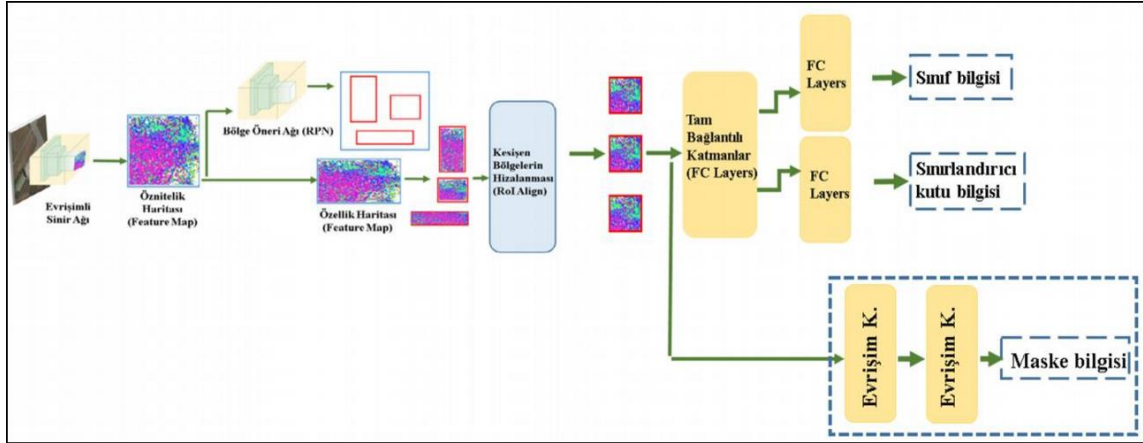 Evrişimli
Sinir Ağı
Öznitelik
Haritası
(Feature Map)
Bölge Öneri Ağı (RPN)
Özellik Haritası
(Feature Map)
Kesişen
Bölgelerin
Hizalanması
(RoI Align)
Tam
Bağlantılı
Katmanlar
(FC Layers)
FC
Layers
Sınıf bilgisi
FC
Layers
Sınırlandırıcı
kutu bilgisi
Evrişim K.
Evrişim K.
Maske bilgisi